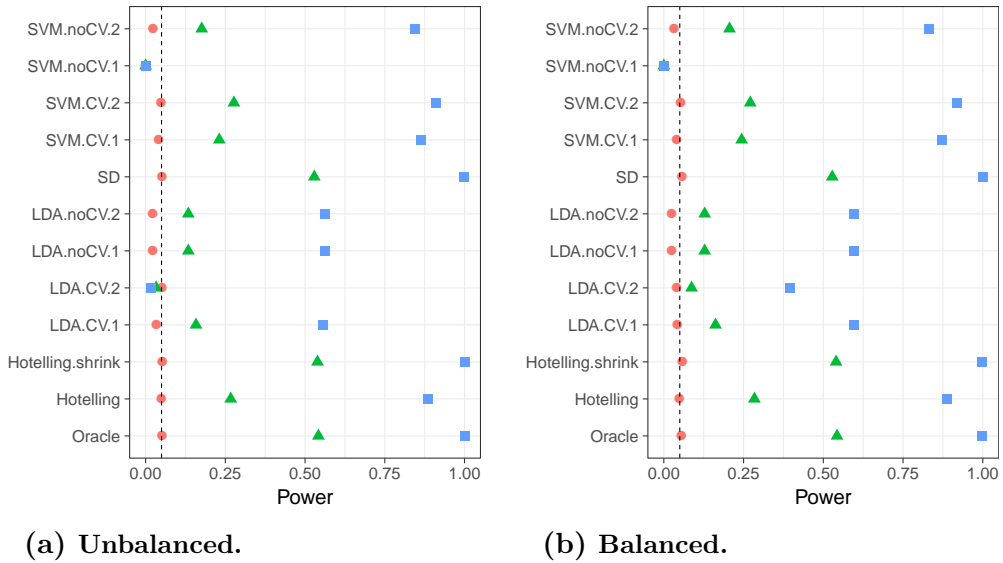 SVM.noCV.2
SVM.noCV.1
SVM.CV.2
SVM.CV.1
SD
LDA.noCV.2
LDA.noCV.1
LDA.CV.2
LDA.CV.1
Hotelling.shrink
Hotelling
Oracle
0.00 0.25 0.50 0.75 1.00
Power
(a) Unbalanced.
SVM.noCV.2
SVM.noCV.1
SVM.CV.2
SVM.CV.1
SD
LDA.noCV.2
LDA.noCV.1
LDA.CV.2
LDA.CV.1
Hotelling.shrink
Hotelling
Oracle
0.00 0.25 0.50 0.75 1.00
Power
(b) Balanced.